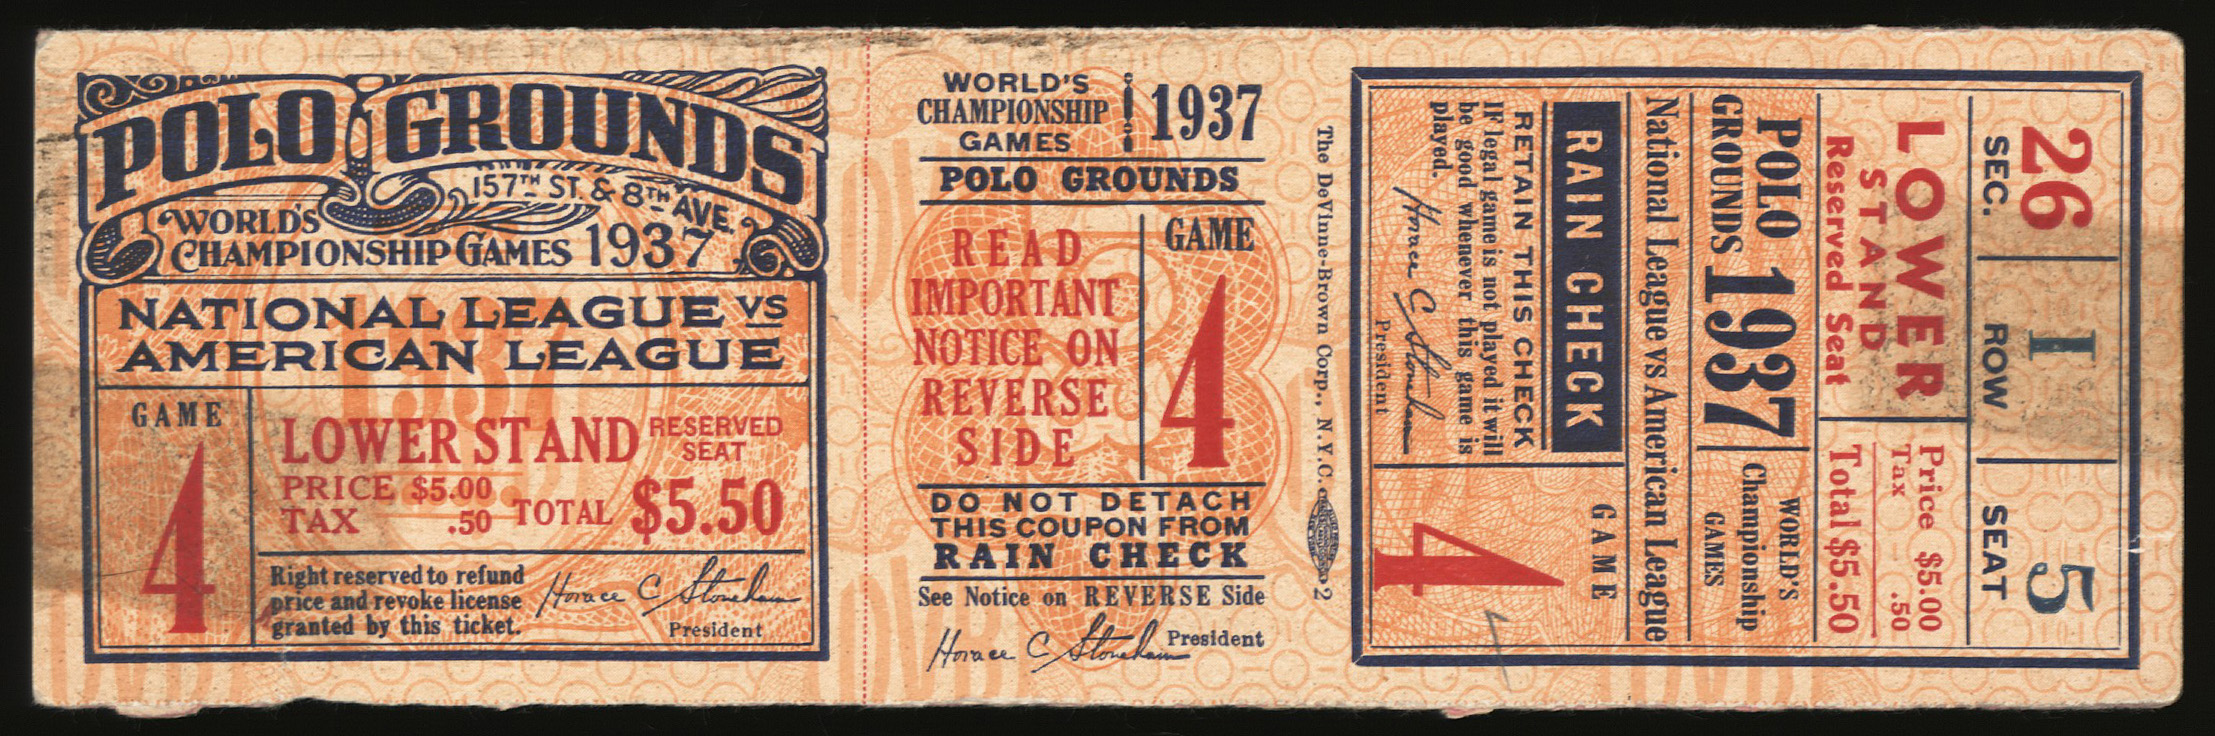 POLO GROUNDS
157TH ST. & 8TH AVE.
WORLD'S
CHAMPIONSHIP GAMES 1937
NATIONAL LEAGUE VS
AMERICAN LEAGUE
GAME
4
LOWER STAND RESERVED SEAT
PRICE $5.00
TAX .50
TOTAL $5.50
Right reserved to refund
price and revoke license
granted by this ticket.
Horace C Stoneham
President
WORLD'S
CHAMPIONSHIP
GAMES
1937
POLO GROUNDS
READ
IMPORTANT
NOTICE ON
REVERSE
SIDE
GAME
4
DO NOT DETACH
THIS COUPON FROM
RAIN CHECK
See Notice on REVERSE Side
Horace C Stoneham
President
The DeVinne-Brown Corp., N.Y.C. 2
26 I 5
SEC. ROW SEAT
LOWER
STAND
Reserved Seat
Price $5.00
Tax .50
Total $5.50
POLO
GROUNDS
1937
WORLD'S
Championship
GAMES
National League vs American League
RAIN CHECK
RETAIN THIS CHECK
IF legal game is not played it will
be good whenever this game is
played.
Horace C Stoneham
President
GAME
4